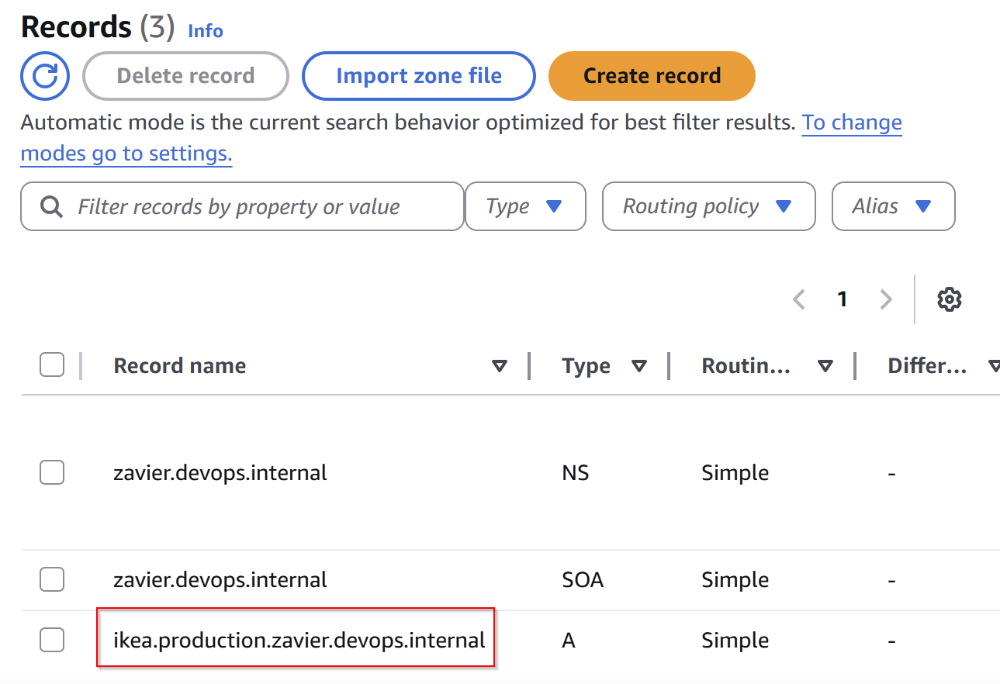 Records (3) Info
Delete record Import zone file Create record
Automatic mode is the current search behavior optimized for best filter results. To change
modes go to settings.
Filter records by property or value Type Routing policy Alias
1
Record name Type Routin... Differ...
zavier.devops.internal NS Simple -
zavier.devops.internal SOA Simple -
ikea.production.zavier.devops.internal A Simple -